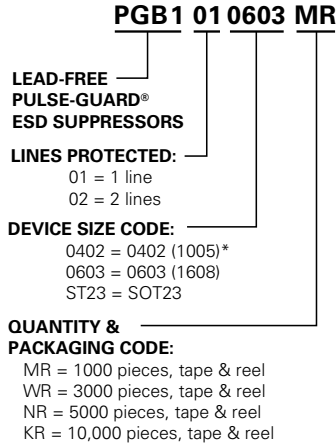 PGB1 01 0603 MR
LEAD-FREE
PULSE-GUARD®
ESD SUPPRESSORS
LINES PROTECTED:
01 = 1 line
02 = 2 lines
DEVICE SIZE CODE:
0402 = 0402 (1005)*
0603 = 0603 (1608)
ST23 = SOT23
QUANTITY &
PACKAGING CODE:
MR = 1000 pieces, tape & reel
WR = 3000 pieces, tape & reel
NR = 5000 pieces, tape & reel
KR = 10,000 pieces, tape & reel